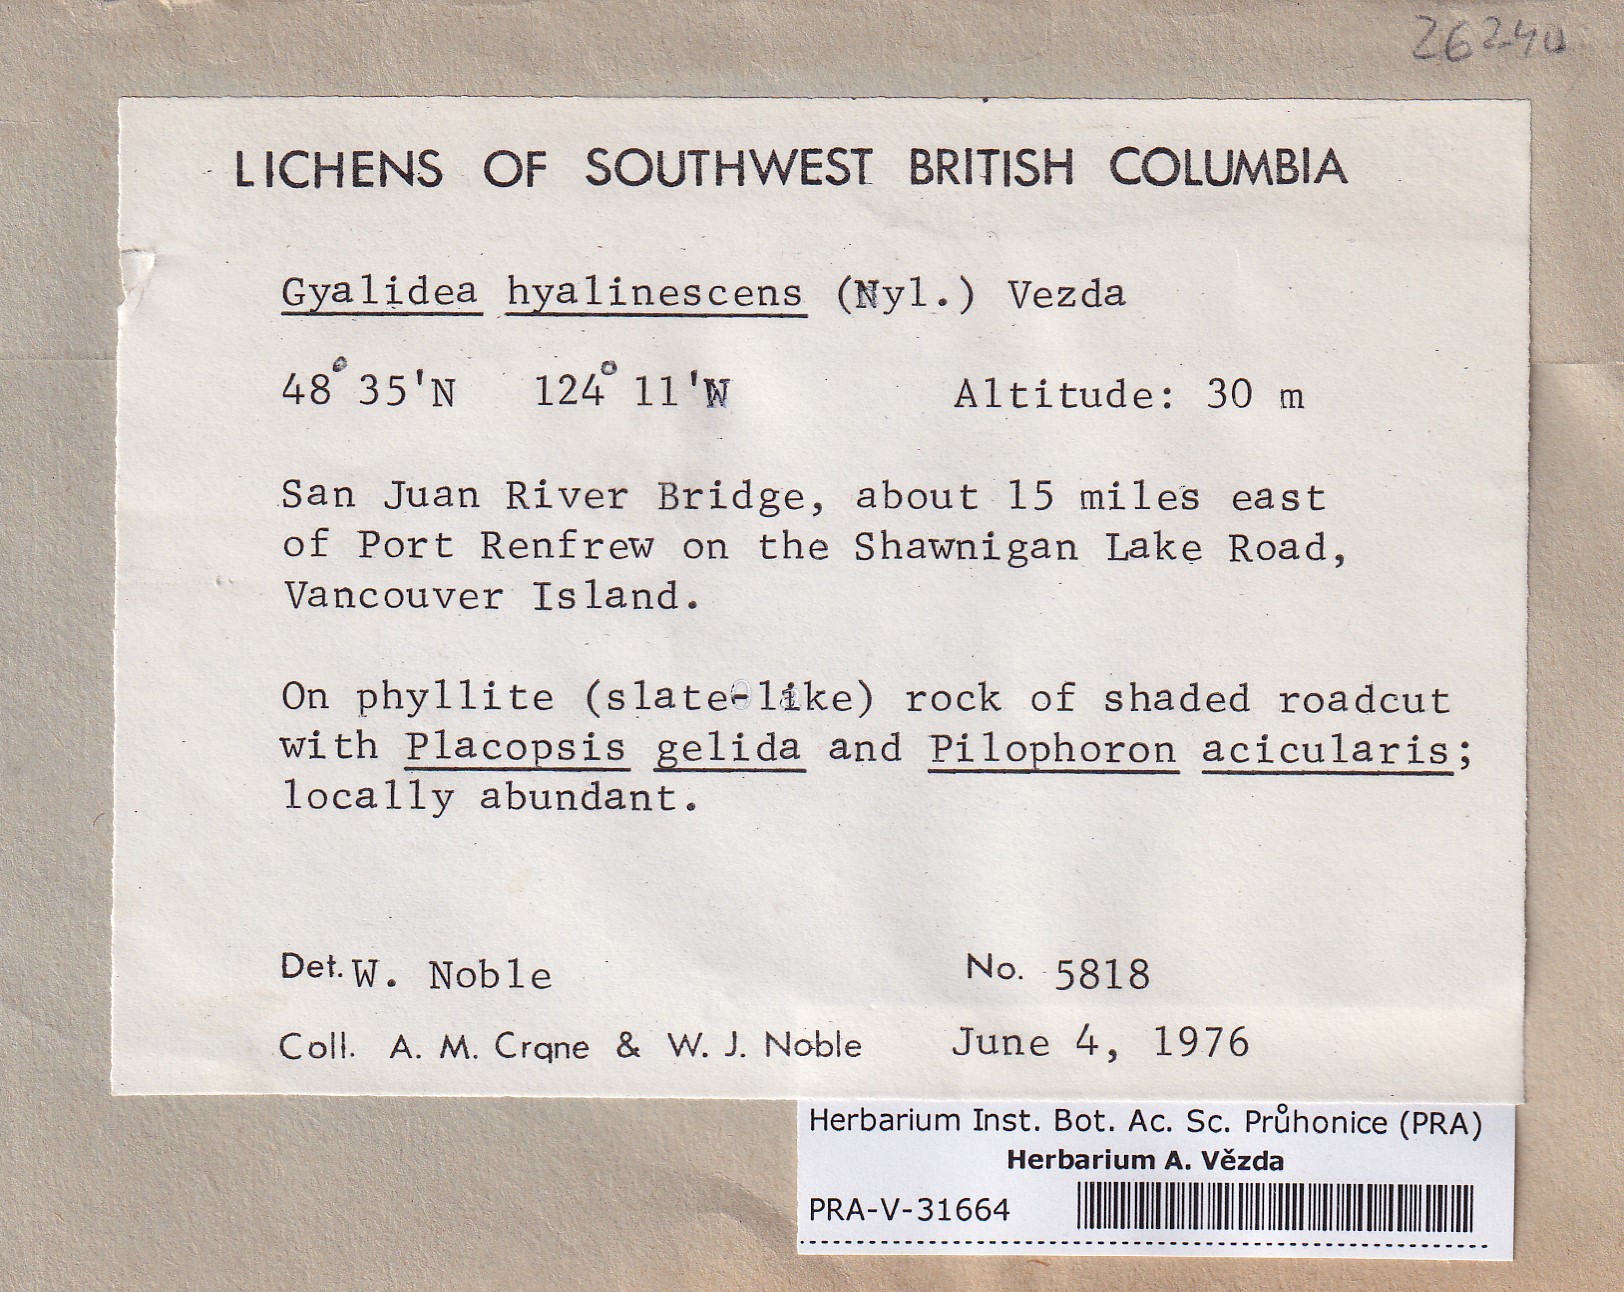 26240
LICHENS OF SOUTHWEST BRITISH COLUMBIA
Gyalidea hyalinescens (Nyl.) Vezda
48° 35'N 124° 11'W Altitude: 30 m
San Juan River Bridge, about 15 miles east
of Port Renfrew on the Shawnigan Lake Road,
Vancouver Island.
On phyllite (slate-like) rock of shaded roadcut
with Placopsis gelida and Pilophoron acicularis;
locally abundant.
Det. W. Noble No. 5818
Coll. A. M. Crane & W. J. Noble June 4, 1976
Herbarium Inst. Bot. Ac. Sc. Průhonice (PRA)
Herbarium A. Vězda
PRA-V-31664